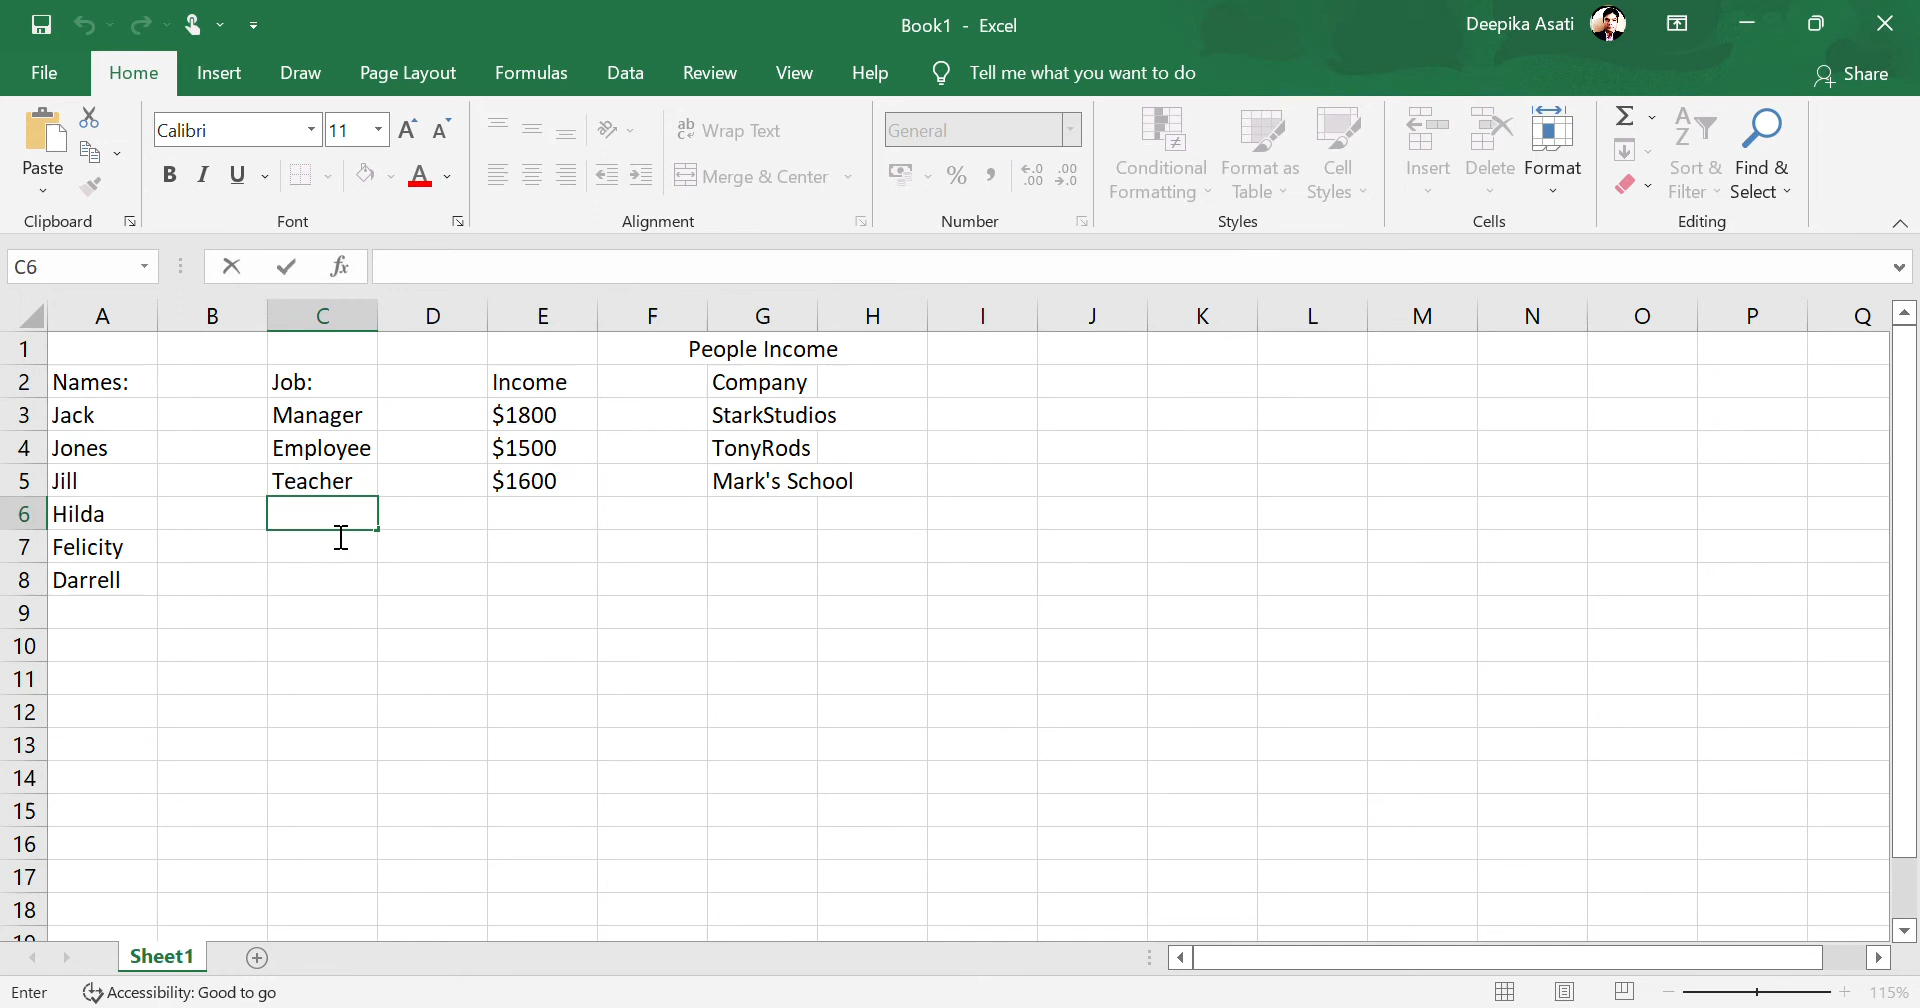 Book1 - Excel
Deepika Asati
File Home Insert Draw Page Layout Formulas Data Review View Help Tell me what you want to do Share
Paste
Clipboard
Calibri 11
B I U A
Font
ab Wrap Text
Merge & Center
Alignment
General
% ,
Number
Conditional Formatting
Format as Table
Cell Styles
Styles
Insert Delete Format
Cells
Sort & Filter
Find & Select
Editing
C6 fx
A B C D E F G H I J K L M N O P Q
1 People Income
2 Names: Job: Income Company
3 Jack Manager $1800 StarkStudios
4 Jones Employee $1500 TonyRods
5 Jill Teacher $1600 Mark's School
6 Hilda
7 Felicity
8 Darrell
9
10
11
12
13
14
15
16
17
18
19
Sheet1
Enter Accessibility: Good to go 115%